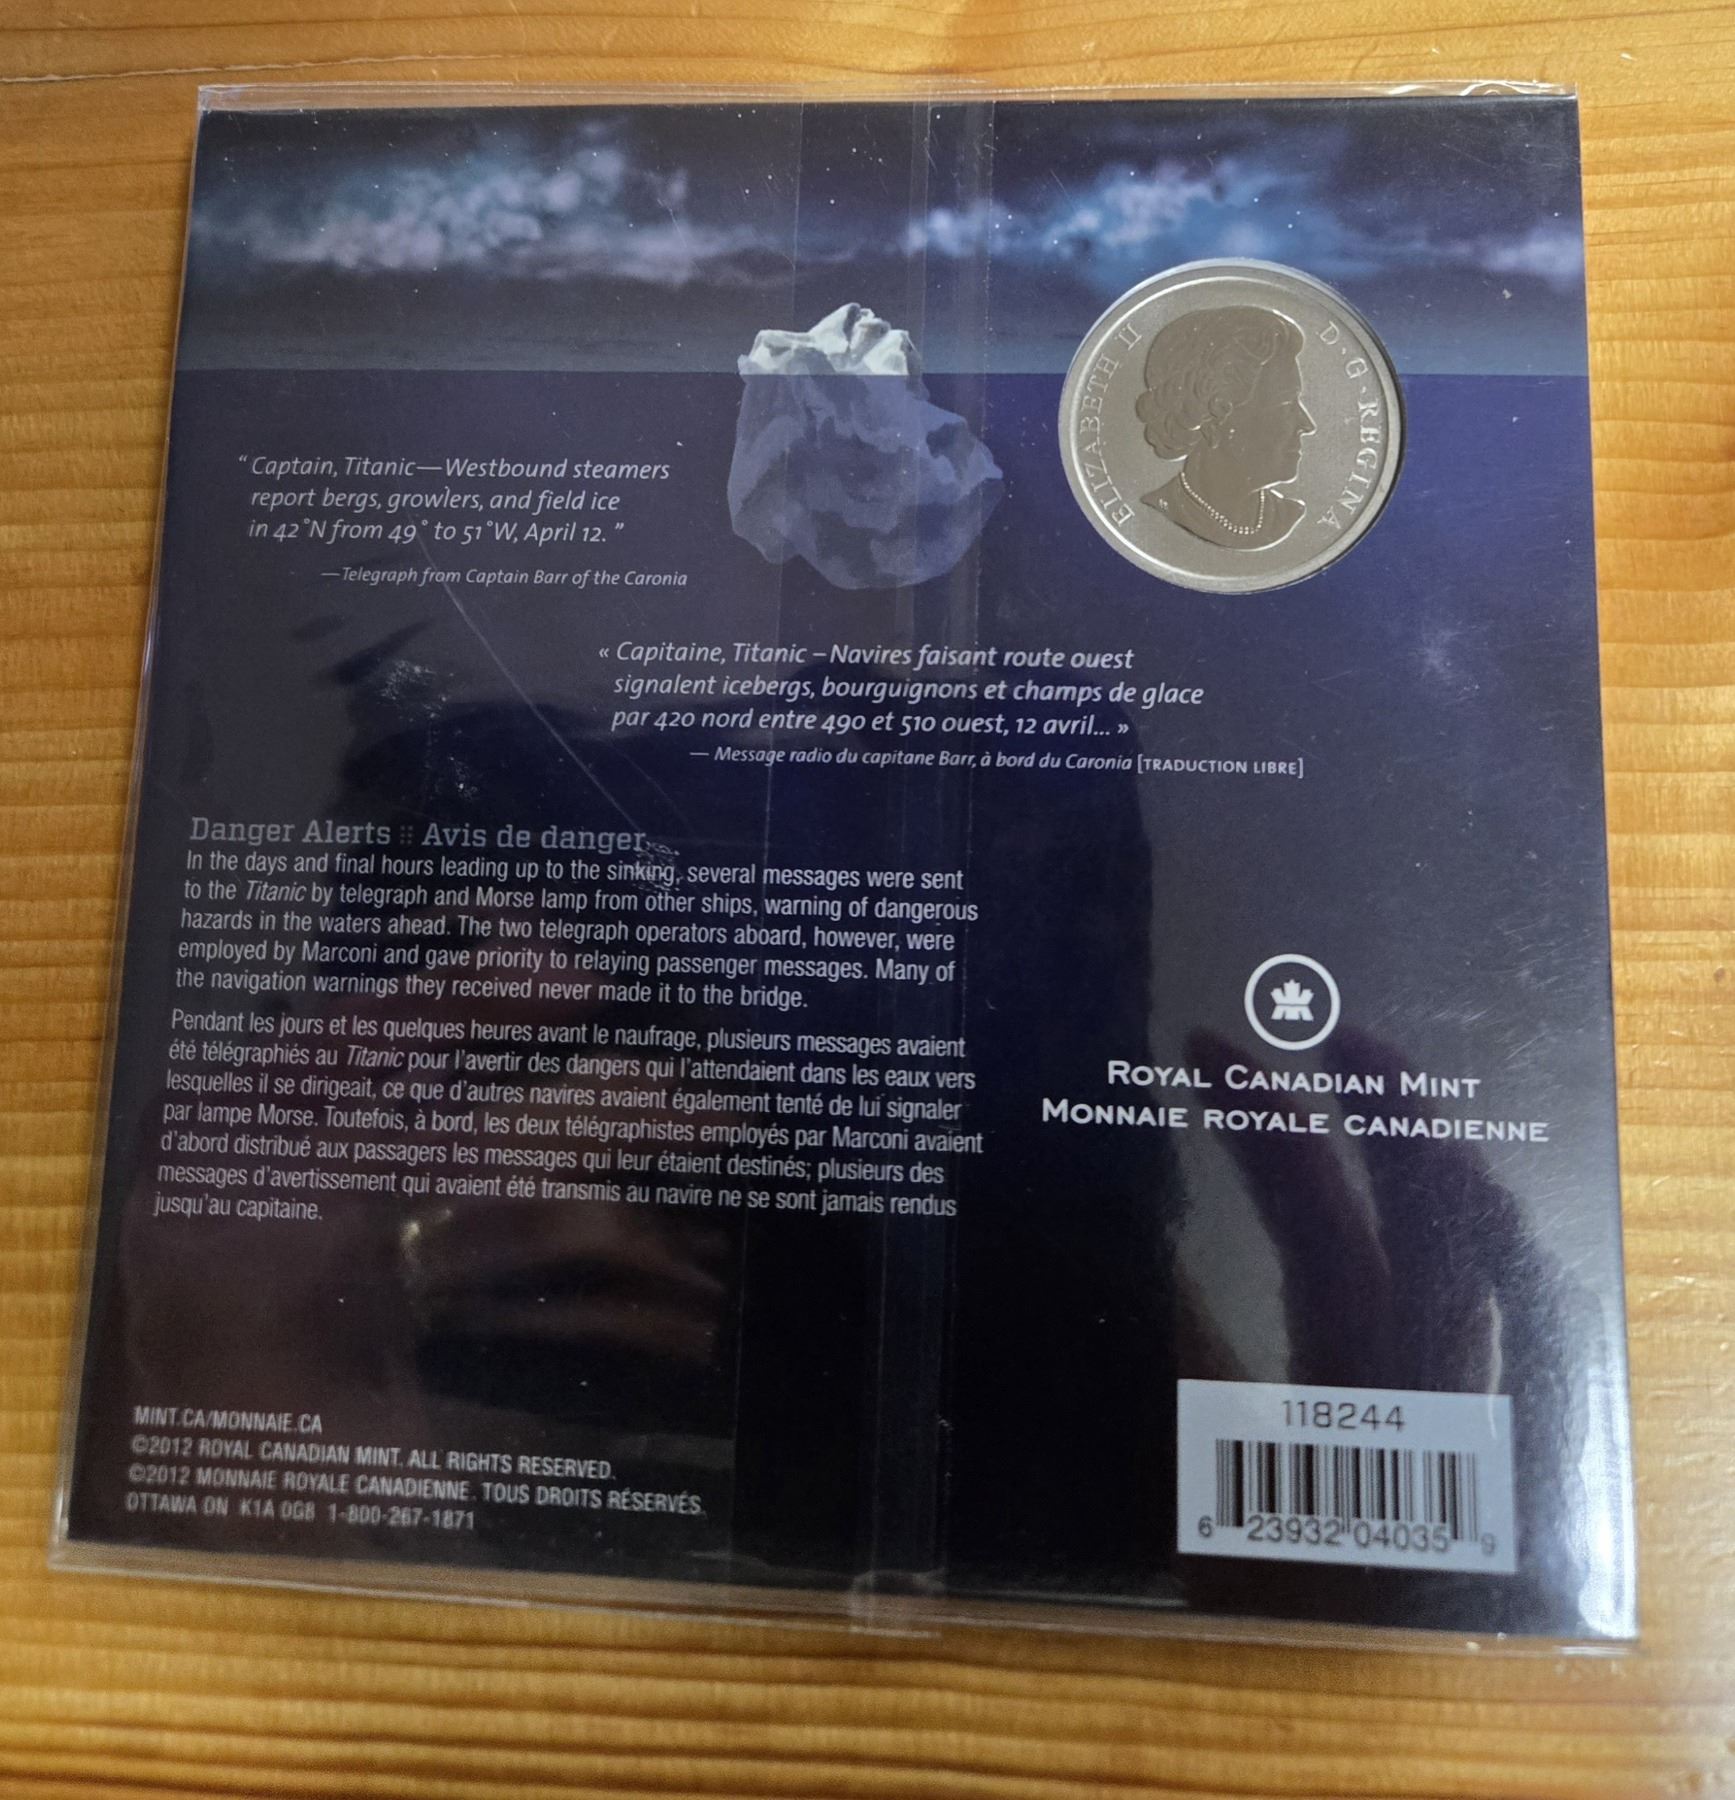 ELIZABETH II D·G·REGINA
“ Captain, Titanic—Westbound steamers
report bergs, growlers, and field ice
in 42˚N from 49˚ to 51˚W, April 12. ”
—Telegraph from Captain Barr of the Caronia
« Capitaine, Titanic – Navires faisant route ouest
signalent icebergs, bourguignons et champs de glace
par 420 nord entre 490 et 510 ouest, 12 avril... »
— Message radio du capitane Barr, à bord du Caronia [TRADUCTION LIBRE]
Danger Alerts :: Avis de danger
In the days and final hours leading up to the sinking, several messages were sent
to the Titanic by telegraph and Morse lamp from other ships, warning of dangerous
hazards in the waters ahead. The two telegraph operators aboard, however, were
employed by Marconi and gave priority to relaying passenger messages. Many of
the navigation warnings they received never made it to the bridge.
Pendant les jours et les quelques heures avant le naufrage, plusieurs messages avaient
été télégraphiés au Titanic pour l'avertir des dangers qui l'attendaient dans les eaux vers
lesquelles il se dirigeait, ce que d'autres navires avaient également tenté de lui signaler
par lampe Morse. Toutefois, à bord, les deux télégraphistes employés par Marconi avaient
d'abord distribué aux passagers les messages qui leur étaient destinés; plusieurs des
messages d'avertissement qui avaient été transmis au navire ne se sont jamais rendus
jusqu'au capitaine.
ROYAL CANADIAN MINT
MONNAIE ROYALE CANADIENNE
MINT.CA/MONNAIE.CA
©2012 ROYAL CANADIAN MINT. ALL RIGHTS RESERVED.
©2012 MONNAIE ROYALE CANADIENNE. TOUS DROITS RÉSERVÉS.
OTTAWA ON K1A 0G8 1-800-267-1871
118244
6 23932 04035 9